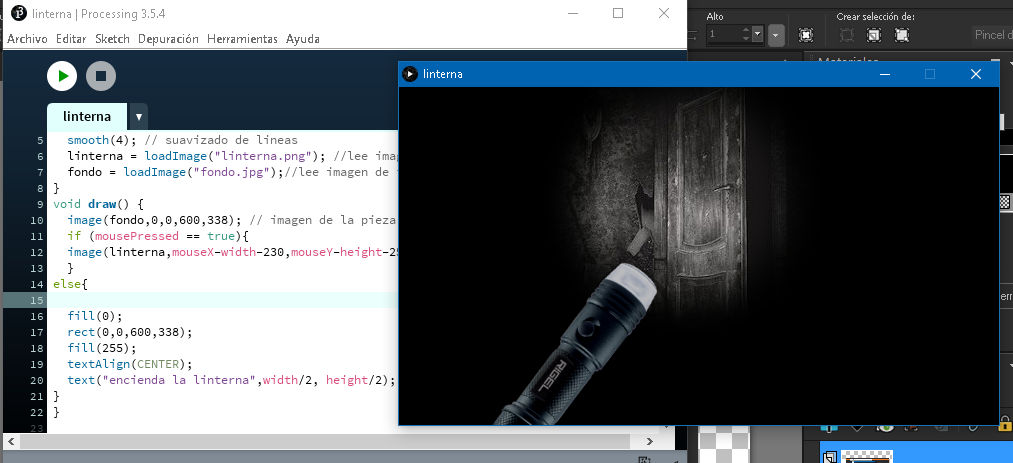 linterna | Processing 3.5.4
Archivo Editar Sketch Depuración Herramientas Ayuda
linterna
5 smooth(4); // suavizado de lineas
6 linterna = loadImage("linterna.png"); //lee imag
7 fondo = loadImage("fondo.jpg");//lee imagen de
8 }
9 void draw() {
10 image(fondo,0,0,600,338); // imagen de la pieza
11 if (mousePressed == true){
12 image(linterna,mouseX-width-230,mouseY-height-25
13 }
14 else{
15
16 fill(0);
17 rect(0,0,600,338);
18 fill(255);
19 textAlign(CENTER);
20 text("encienda la linterna",width/2, height/2);
21 }
22 }
23
Alto
1
Crear selección de:
Pincel d
Materiales
linterna
RIGEL